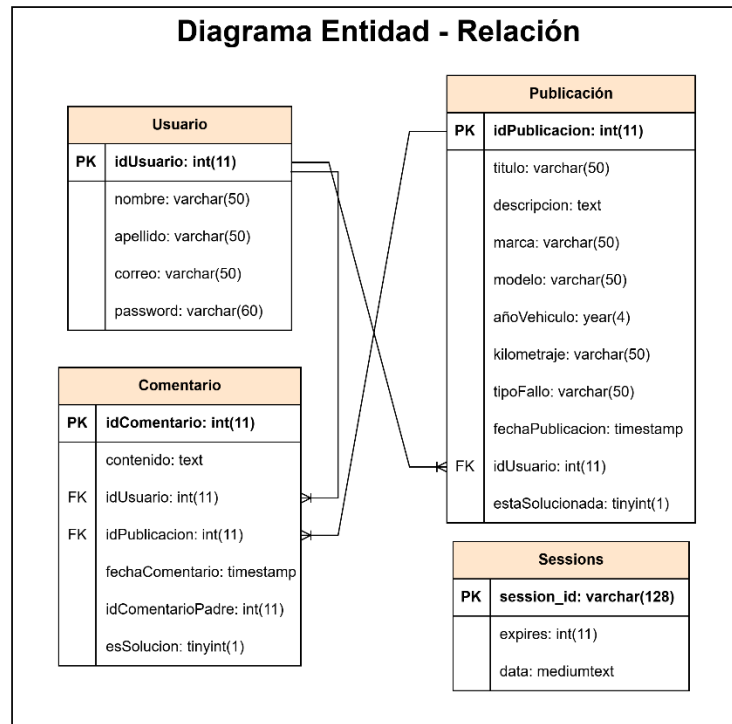 Diagrama Entidad - Relación
Usuario
PK idUsuario: int(11)
nombre: varchar(50)
apellido: varchar(50)
correo: varchar(50)
password: varchar(60)
Comentario
PK idComentario: int(11)
contenido: text
FK idUsuario: int(11)
FK idPublicacion: int(11)
fechaComentario: timestamp
idComentarioPadre: int(11)
esSolucion: tinyint(1)
Publicación
PK idPublicacion: int(11)
titulo: varchar(50)
descripcion: text
marca: varchar(50)
modelo: varchar(50)
añoVehiculo: year(4)
kilometraje: varchar(50)
tipoFallo: varchar(50)
fechaPublicacion: timestamp
FK idUsuario: int(11)
estaSolucionada: tinyint(1)
Sessions
PK session_id: varchar(128)
expires: int(11)
data: mediumtext